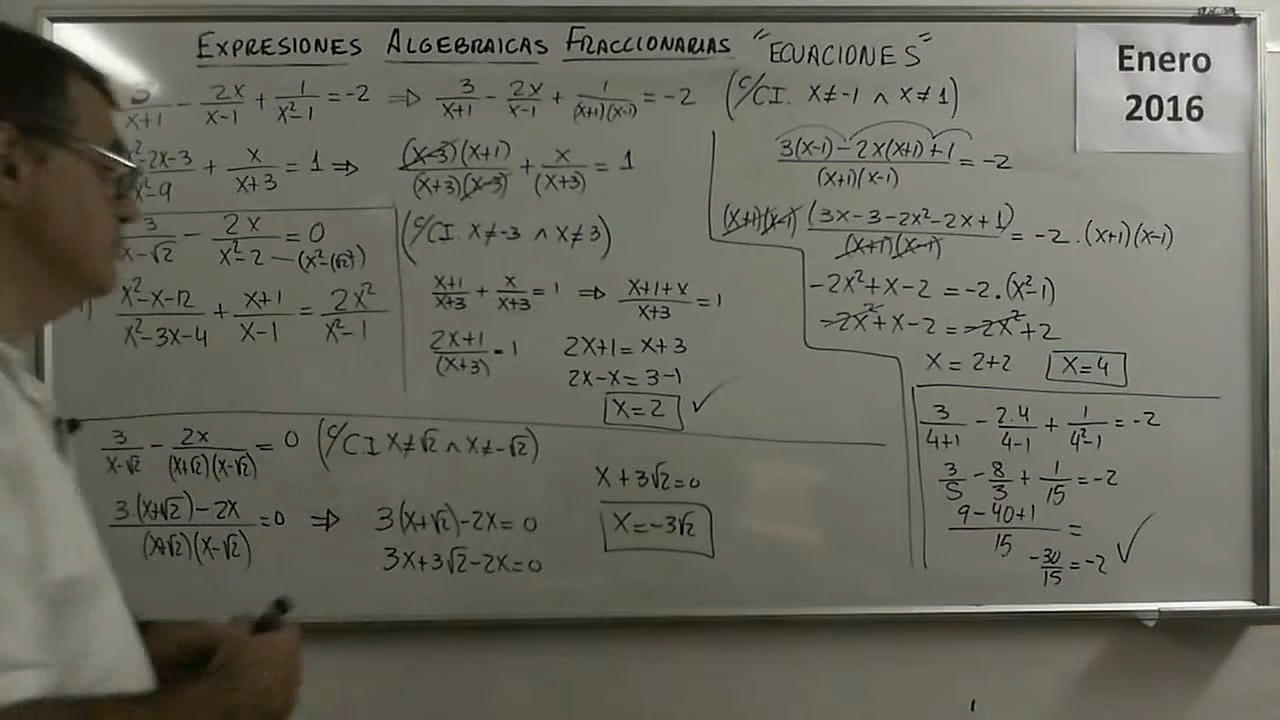 EXPRESIONES ALGEBRAICAS FRACCIONARIAS "ECUACIONES"
Enero
2016
3/(x+1) - 2x/(x-1) + 1/(x²-1) = -2 ⇒ 3/(x+1) - 2x/(x-1) + 1/((x+1)(x-1)) = -2 (C/CI. x≠-1 ∧ x≠1)
x²-2x-3/(x²-9) + x/(x+3) = 1 ⇒ (x-3)(x+1)/((x+3)(x-3)) + x/(x+3) = 1
3/(x-√2) - 2x/(x²-2) = 0
(x²-(√2)²)
(x²-x-12)/(x²-3x-4) + (x+1)/(x-1) = 2x²/(x²-1)
(C/CI. x≠-3 ∧ x≠3)
(x+1)/(x+3) + x/(x+3) = 1 ⇒ (x+1+x)/(x+3) = 1
(2x+1)/(x+3) = 1
2x+1 = x+3
2x-x = 3-1
x=2 ✓
(3(x-1) - 2x(x+1) + 1)/((x+1)(x-1)) = -2
(x+1)(x-1) (3x-3-2x²-2x+1)/((x+1)(x-1)) = -2.(x+1)(x-1)
-2x²+x-2 = -2.(x²-1)
-2x²+x-2 = -2x²+2
x = 2+2 x=4
3/(4+1) - 2.4/(4-1) + 1/(4²-1) = -2
3/5 - 8/3 + 1/15 = -2
(9-40+1)/15 =
-30/15 = -2 ✓
3/(x-√2) - 2x/((x+√2)(x-√2)) = 0 (C/CI x≠√2 ∧ x≠-√2)
(3.(x+√2) - 2x)/((x+√2)(x-√2)) = 0 ⇒ 3(x+√2) - 2x = 0
3x+3√2-2x=0
x+3√2=0
x=-3√2